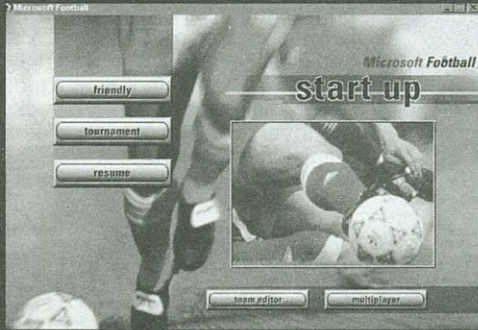 Microsoft Football
Microsoft Football
start up
friendly
tournament
resume
team editor
multiplayer